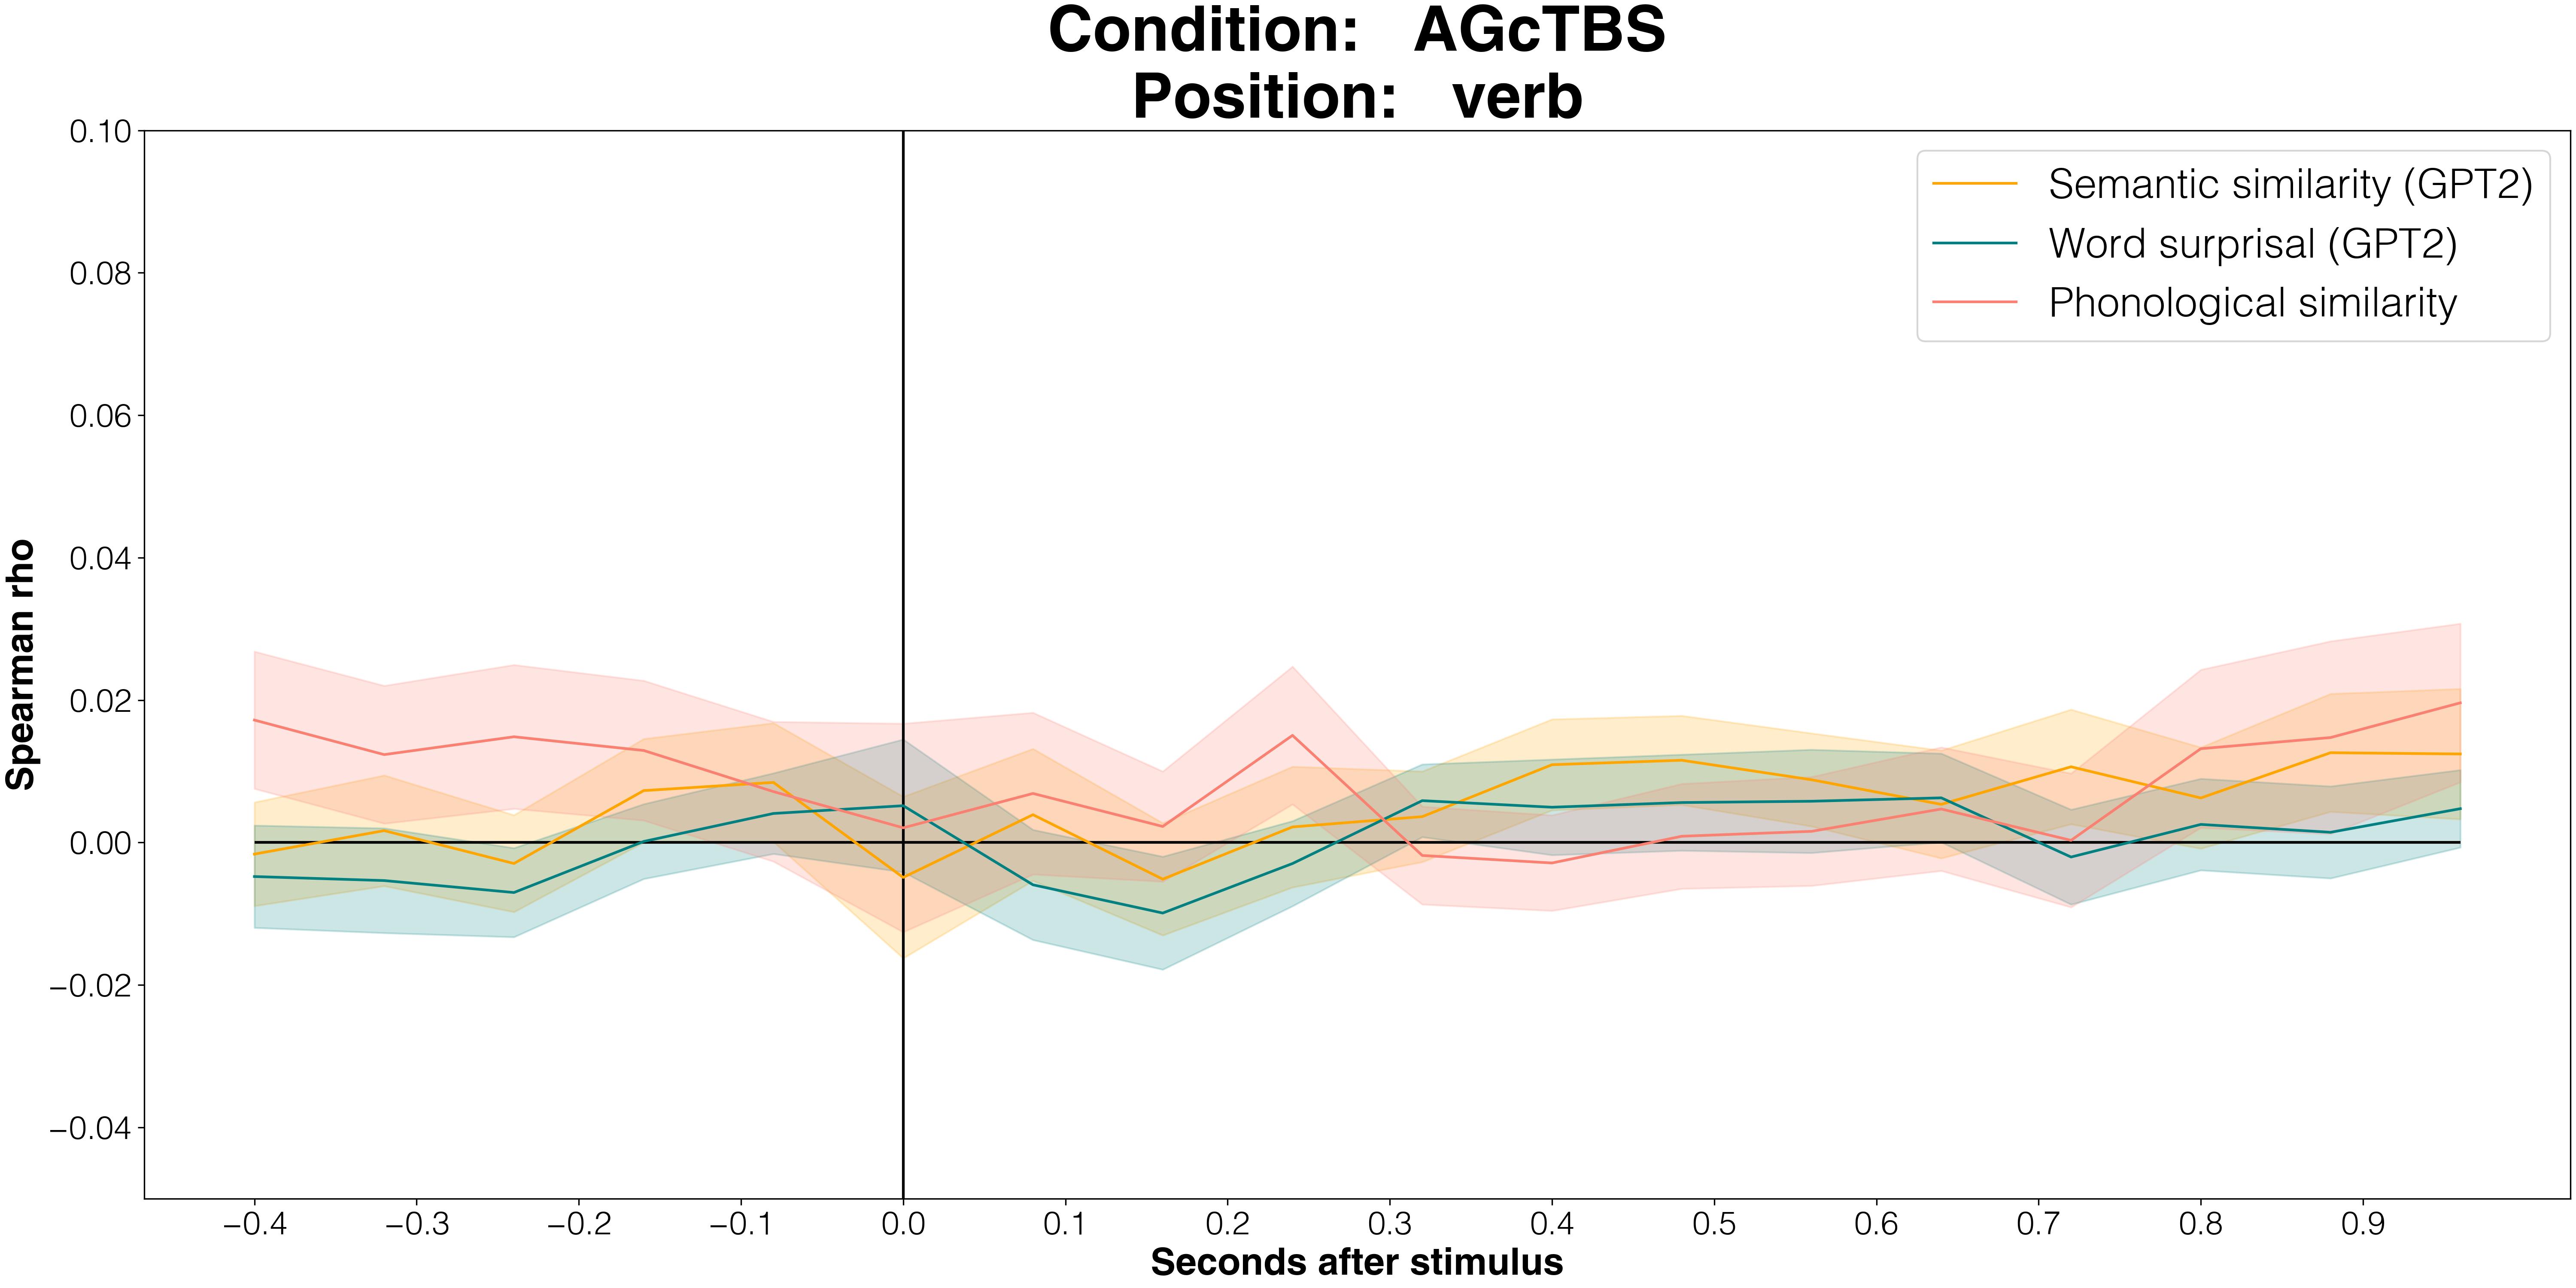 Condition:   AGcTBS
Position:   verb
Spearman rho
0.10
0.08
0.06
0.04
0.02
0.00
−0.02
−0.04
Semantic similarity (GPT2)
Word surprisal (GPT2)
Phonological similarity
−0.4 −0.3 −0.2 −0.1 0.0 0.1 0.2 0.3 0.4 0.5 0.6 0.7 0.8 0.9
Seconds after stimulus